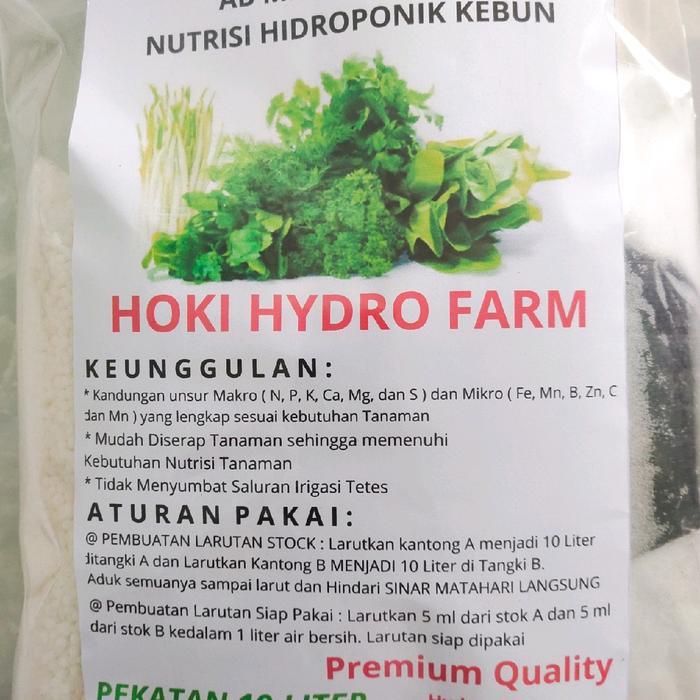 AB M
NUTRISI HIDROPONIK KEBUN
HOKI HYDRO FARM
KEUNGGULAN:
* Kandungan unsur Makro ( N, P, K, Ca, Mg, dan S ) dan Mikro ( Fe, Mn, B, Zn, C
dan Mn ) yang lengkap sesuai kebutuhan Tanaman
* Mudah Diserap Tanaman sehingga memenuhi
Kebutuhan Nutrisi Tanaman
* Tidak Menyumbat Saluran Irigasi Tetes
ATURAN PAKAI:
@ PEMBUATAN LARUTAN STOCK : Larutkan kantong A menjadi 10 Liter
ditangki A dan Larutkan Kantong B MENJADI 10 Liter di Tangki B.
Aduk semuanya sampai larut dan Hindari SINAR MATAHARI LANGSUNG
@ Pembuatan Larutan Siap Pakai : Larutkan 5 ml dari stok A dan 5 ml
dari stok B kedalam 1 liter air bersih. Larutan siap dipakai
Premium Quality
PEKATAN 10 LITER